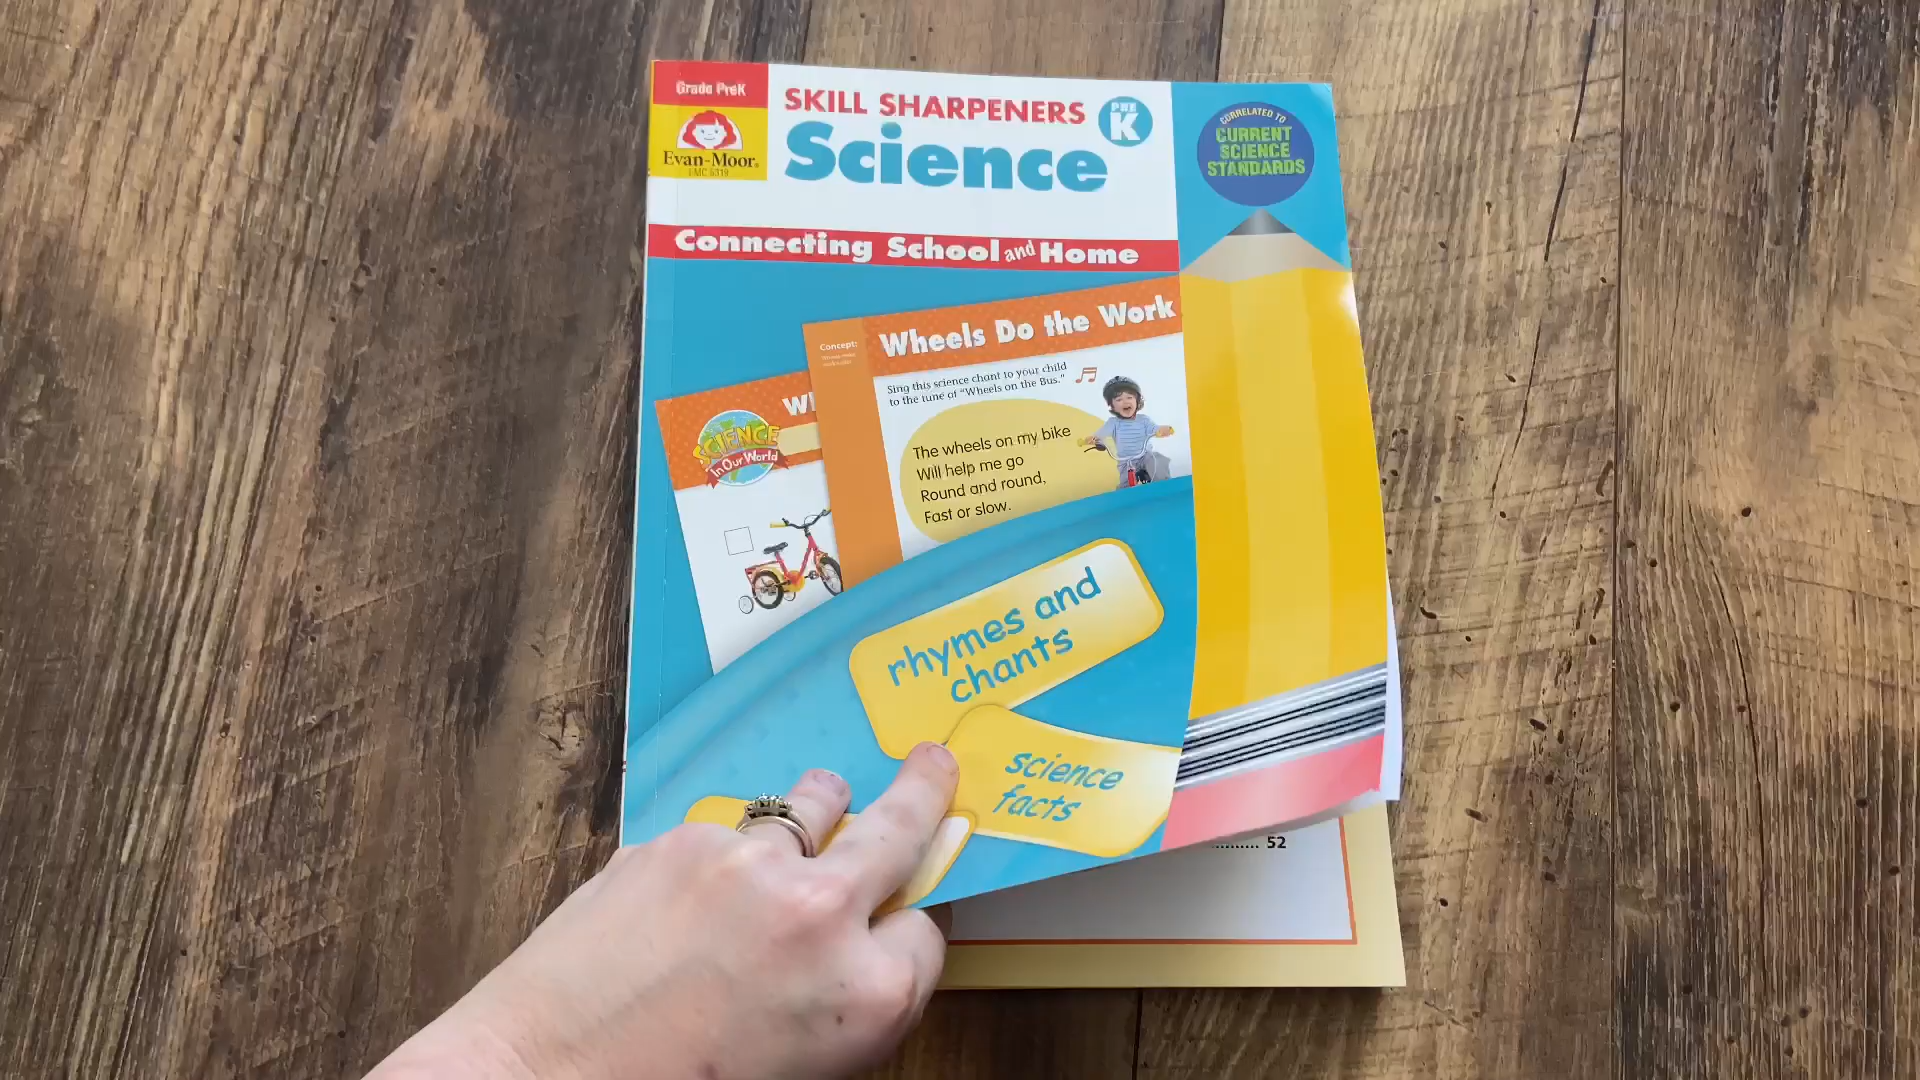 Grade PreK
Evan-Moor
EMC 5319
SKILL SHARPENERS
PRE
K
Science
CORRELATED TO
CURRENT
SCIENCE
STANDARDS
Connecting School and Home
Concept:
Wheels Do the Work
Sing this science chant to your child
to the tune of "Wheels on the Bus."
The wheels on my bike
Will help me go
Round and round,
Fast or slow.
SCIENCE
In Our World
rhymes and
chants
science
facts
52